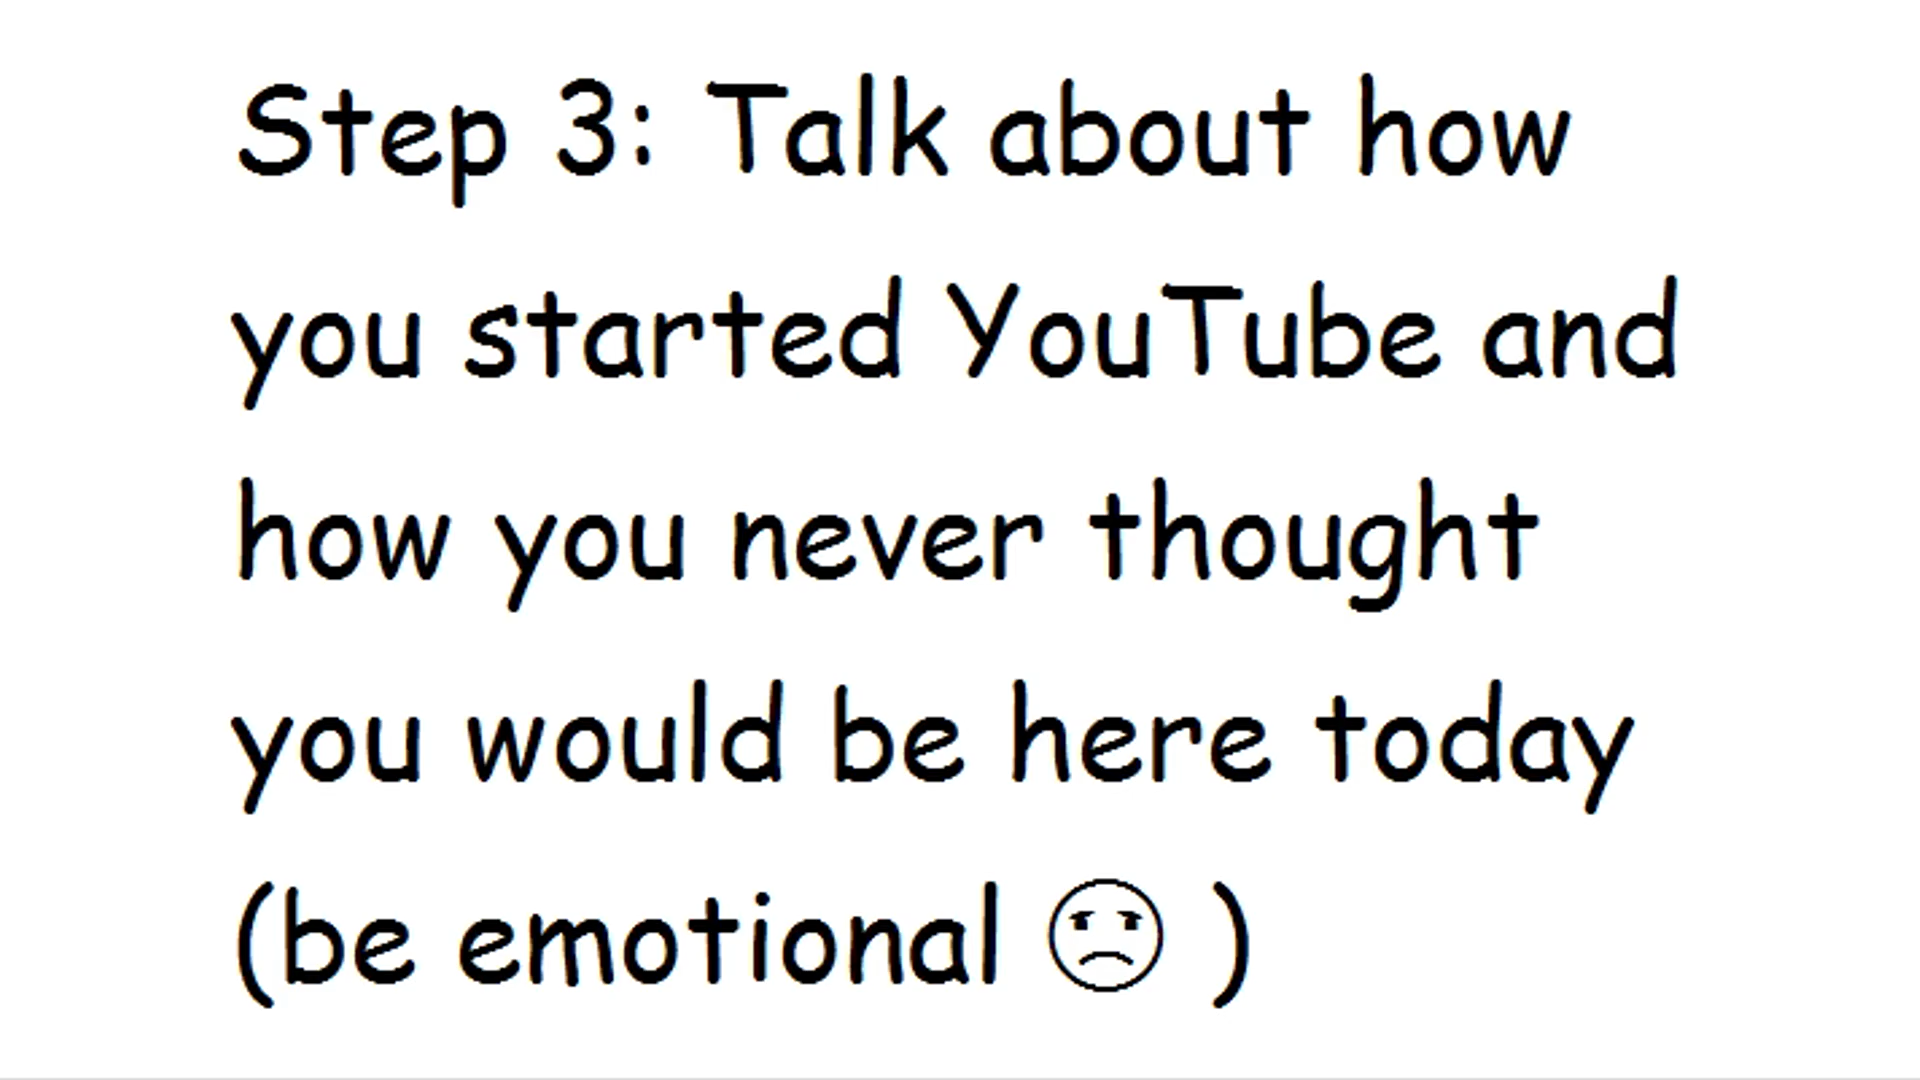 Step 3: Talk about how
you started YouTube and
how you never thought
you would be here today
(be emotional 😒 )